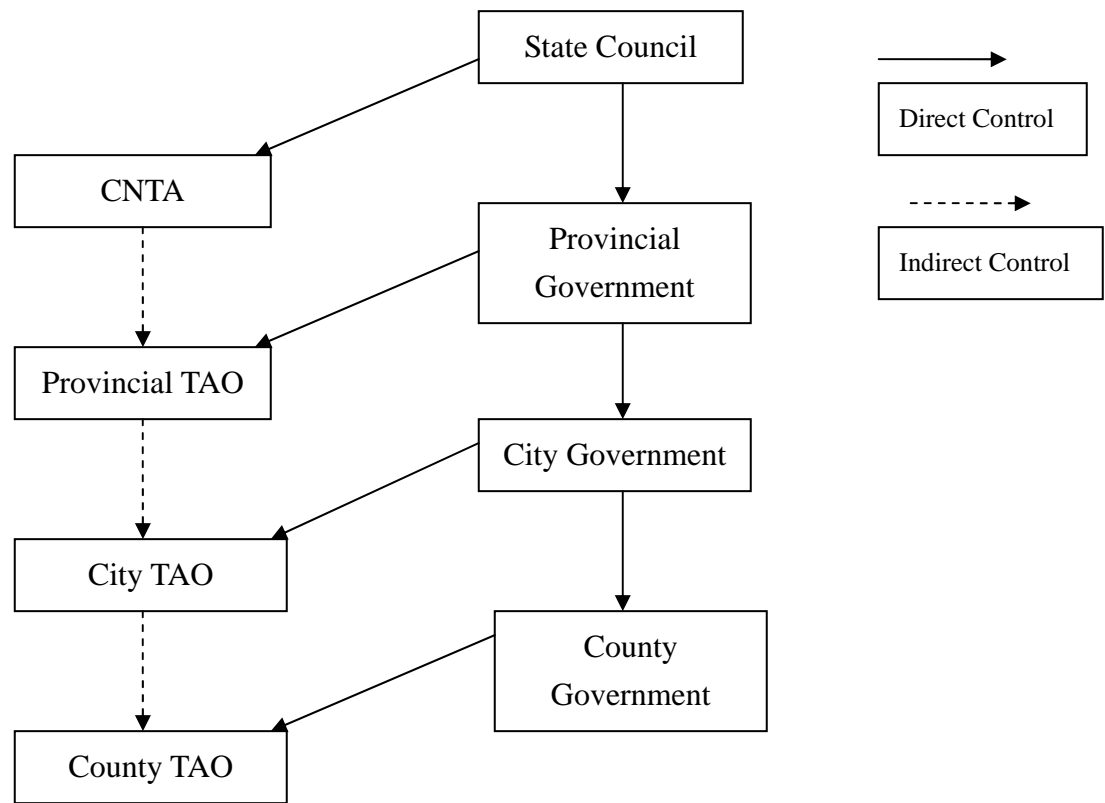 State Council
Direct Control
CNTA
Provincial
Government
Indirect Control
Provincial TAO
City Government
City TAO
County
Government
County TAO